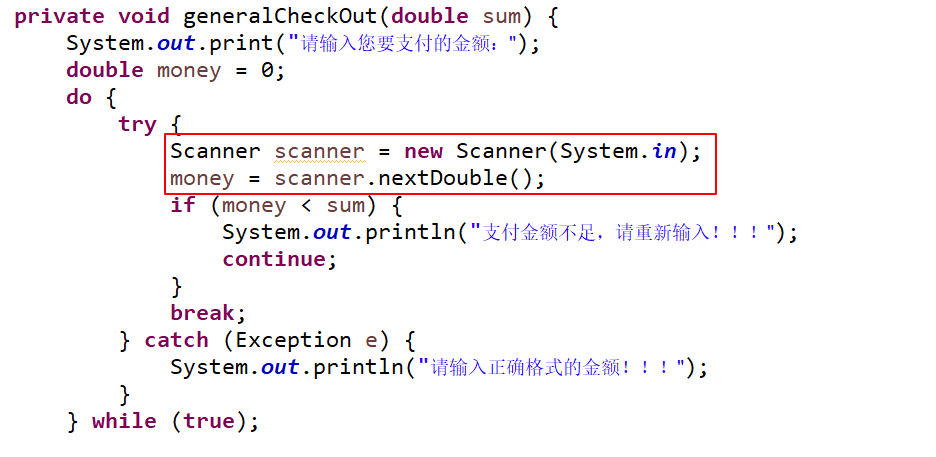 private void generalCheckOut(double sum) {
System.out.print("请输入您要支付的金额：");
double money = 0;
do {
try {
Scanner scanner = new Scanner(System.in);
money = scanner.nextDouble();
if (money < sum) {
System.out.println("支付金额不足，请重新输入！！！");
continue;
}
break;
} catch (Exception e) {
System.out.println("请输入正确格式的金额！！！");
}
} while (true);